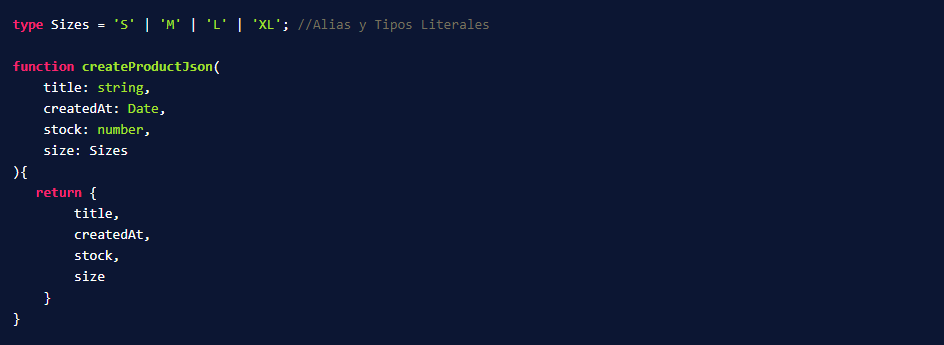 type Sizes = 'S' | 'M' | 'L' | 'XL'; //Alias y Tipos Literales
function createProductJson(
title: string,
createdAt: Date,
stock: number,
size: Sizes
){
return {
title,
createdAt,
stock,
size
}
}